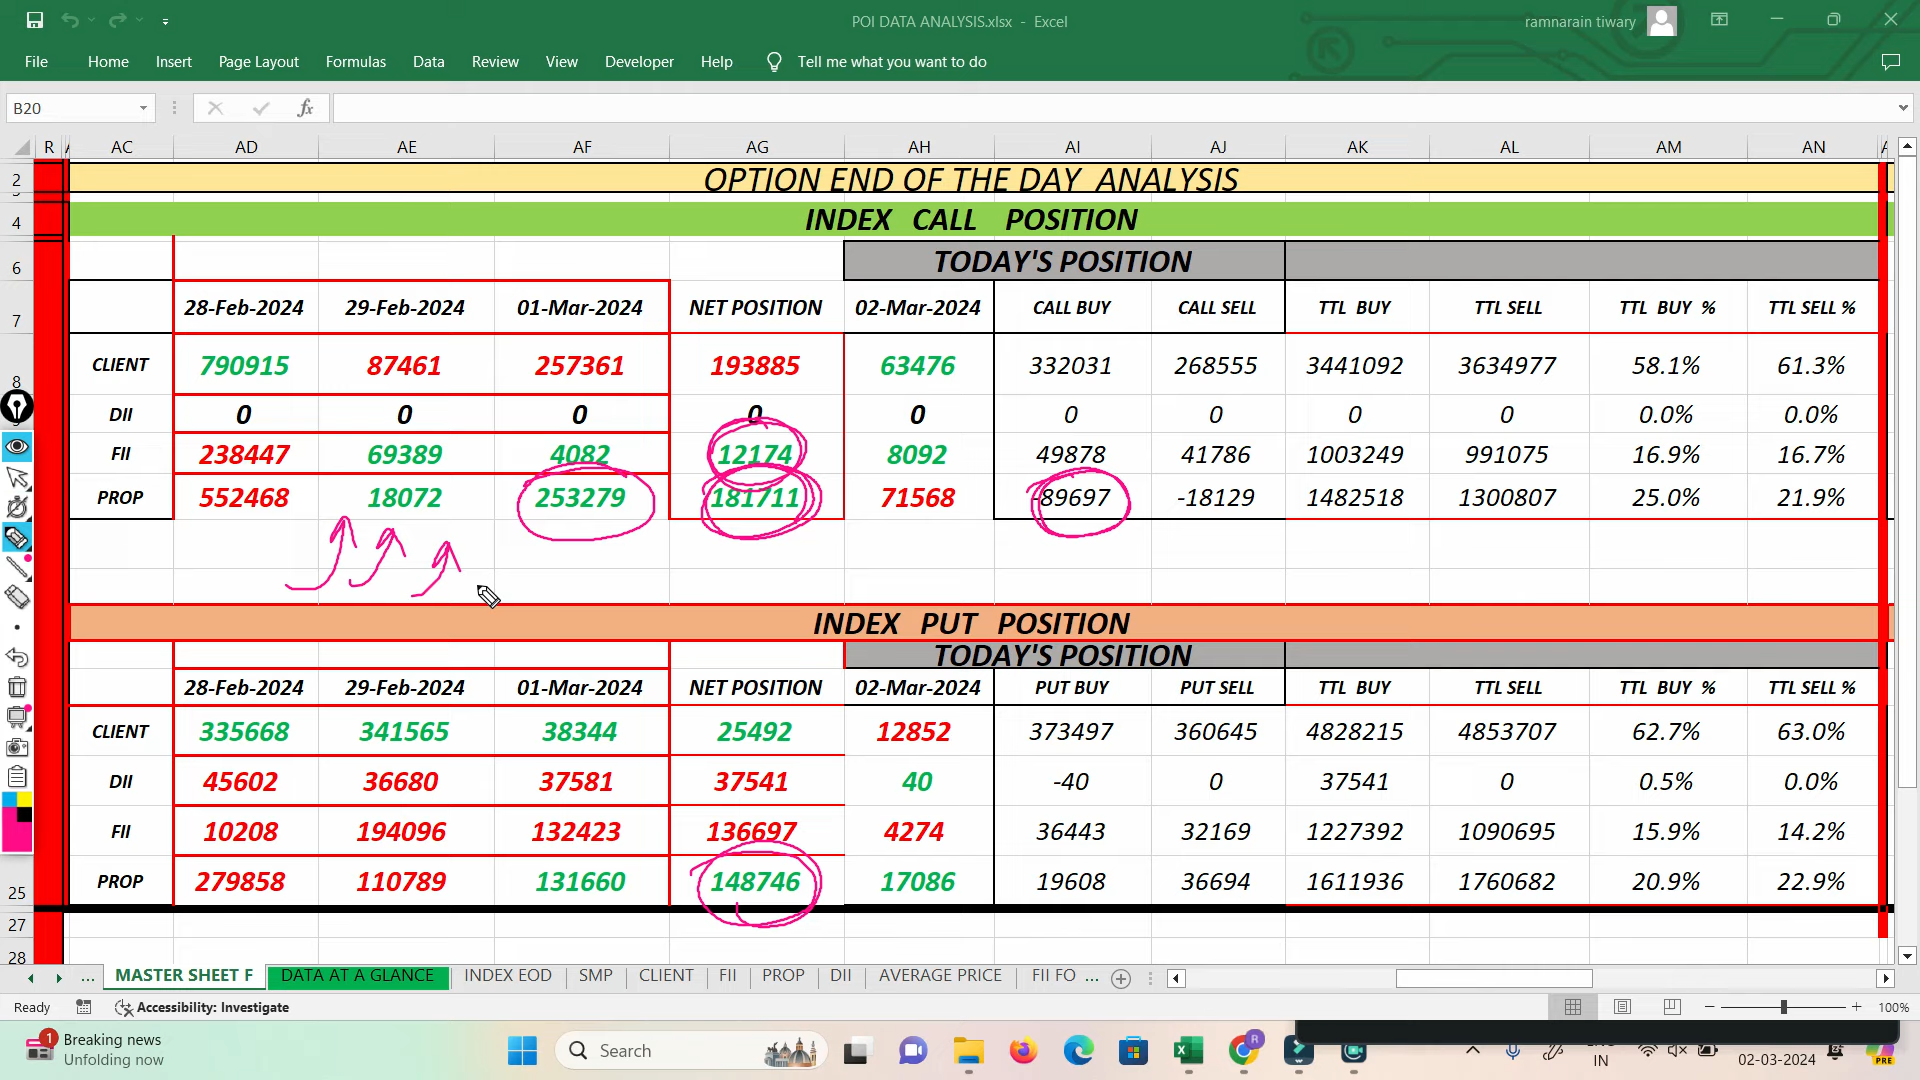 POI DATA ANALYSIS.xlsx - Excel
ramnarain tiwary
File Home Insert Page Layout Formulas Data Review View Developer Help Tell me what you want to do
B20
fx
R AC AD AE AF AG AH AI AJ AK AL AM AN
2 OPTION END OF THE DAY ANALYSIS
4 INDEX CALL POSITION
6 TODAY'S POSITION
7 28-Feb-2024 29-Feb-2024 01-Mar-2024 NET POSITION 02-Mar-2024 CALL BUY CALL SELL TTL BUY TTL SELL TTL BUY % TTL SELL %
8 CLIENT 790915 87461 257361 193885 63476 332031 268555 3441092 3634977 58.1% 61.3%
DII 0 0 0 0 0 0 0 0 0 0.0% 0.0%
FII 238447 69389 4082 12174 8092 49878 41786 1003249 991075 16.9% 16.7%
PROP 552468 18072 253279 181711 71568 -89697 -18129 1482518 1300807 25.0% 21.9%
INDEX PUT POSITION
TODAY'S POSITION
28-Feb-2024 29-Feb-2024 01-Mar-2024 NET POSITION 02-Mar-2024 PUT BUY PUT SELL TTL BUY TTL SELL TTL BUY % TTL SELL %
CLIENT 335668 341565 38344 25492 12852 373497 360645 4828215 4853707 62.7% 63.0%
DII 45602 36680 37581 37541 40 -40 0 37541 0 0.5% 0.0%
FII 10208 194096 132423 136697 4274 36443 32169 1227392 1090695 15.9% 14.2%
25 PROP 279858 110789 131660 148746 17086 19608 36694 1611936 1760682 20.9% 22.9%
27
28
... MASTER SHEET F DATA AT A GLANCE INDEX EOD SMP CLIENT FII PROP DII AVERAGE PRICE FII FO ...
Ready Accessibility: Investigate 100%
1 Breaking news
Unfolding now
Search
IN
02-03-2024
PRE